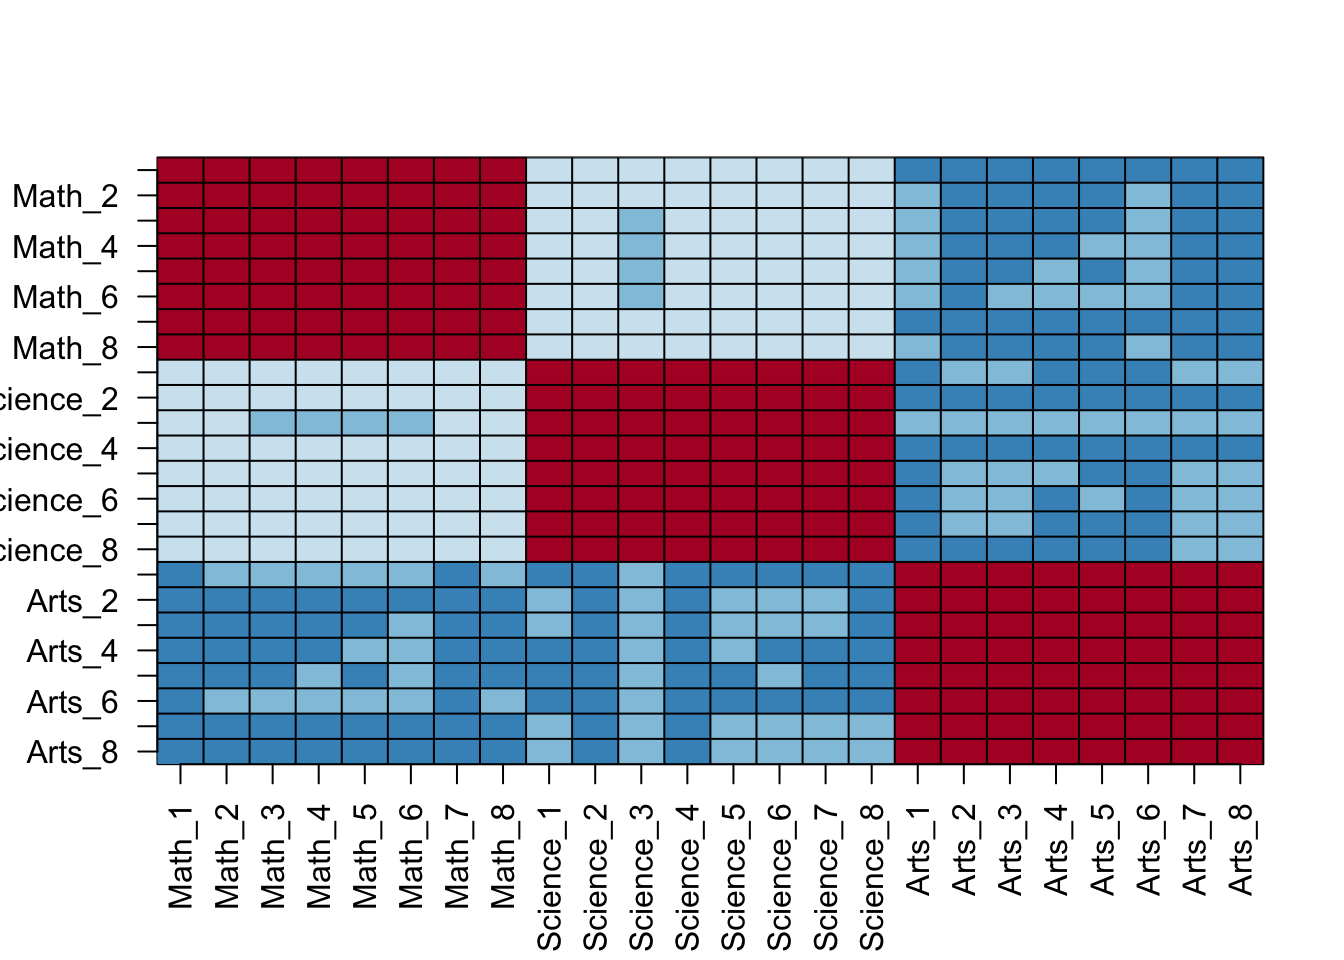 Math_2
Math_4
Math_6
Math_8
cience_2
cience_4
cience_6
cience_8
Arts_2
Arts_4
Arts_6
Arts_8
Math_1
Math_2
Math_3
Math_4
Math_5
Math_6
Math_7
Math_8
Science_1
Science_2
Science_3
Science_4
Science_5
Science_6
Science_7
Science_8
Arts_1
Arts_2
Arts_3
Arts_4
Arts_5
Arts_6
Arts_7
Arts_8